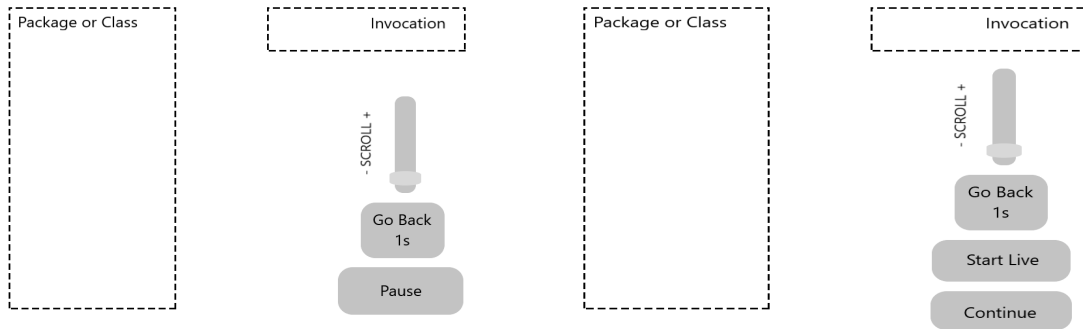 Package or Class
Invocation
- SCROLL +
Go Back
1s
Pause
Package or Class
Invocation
- SCROLL +
Go Back
1s
Start Live
Continue